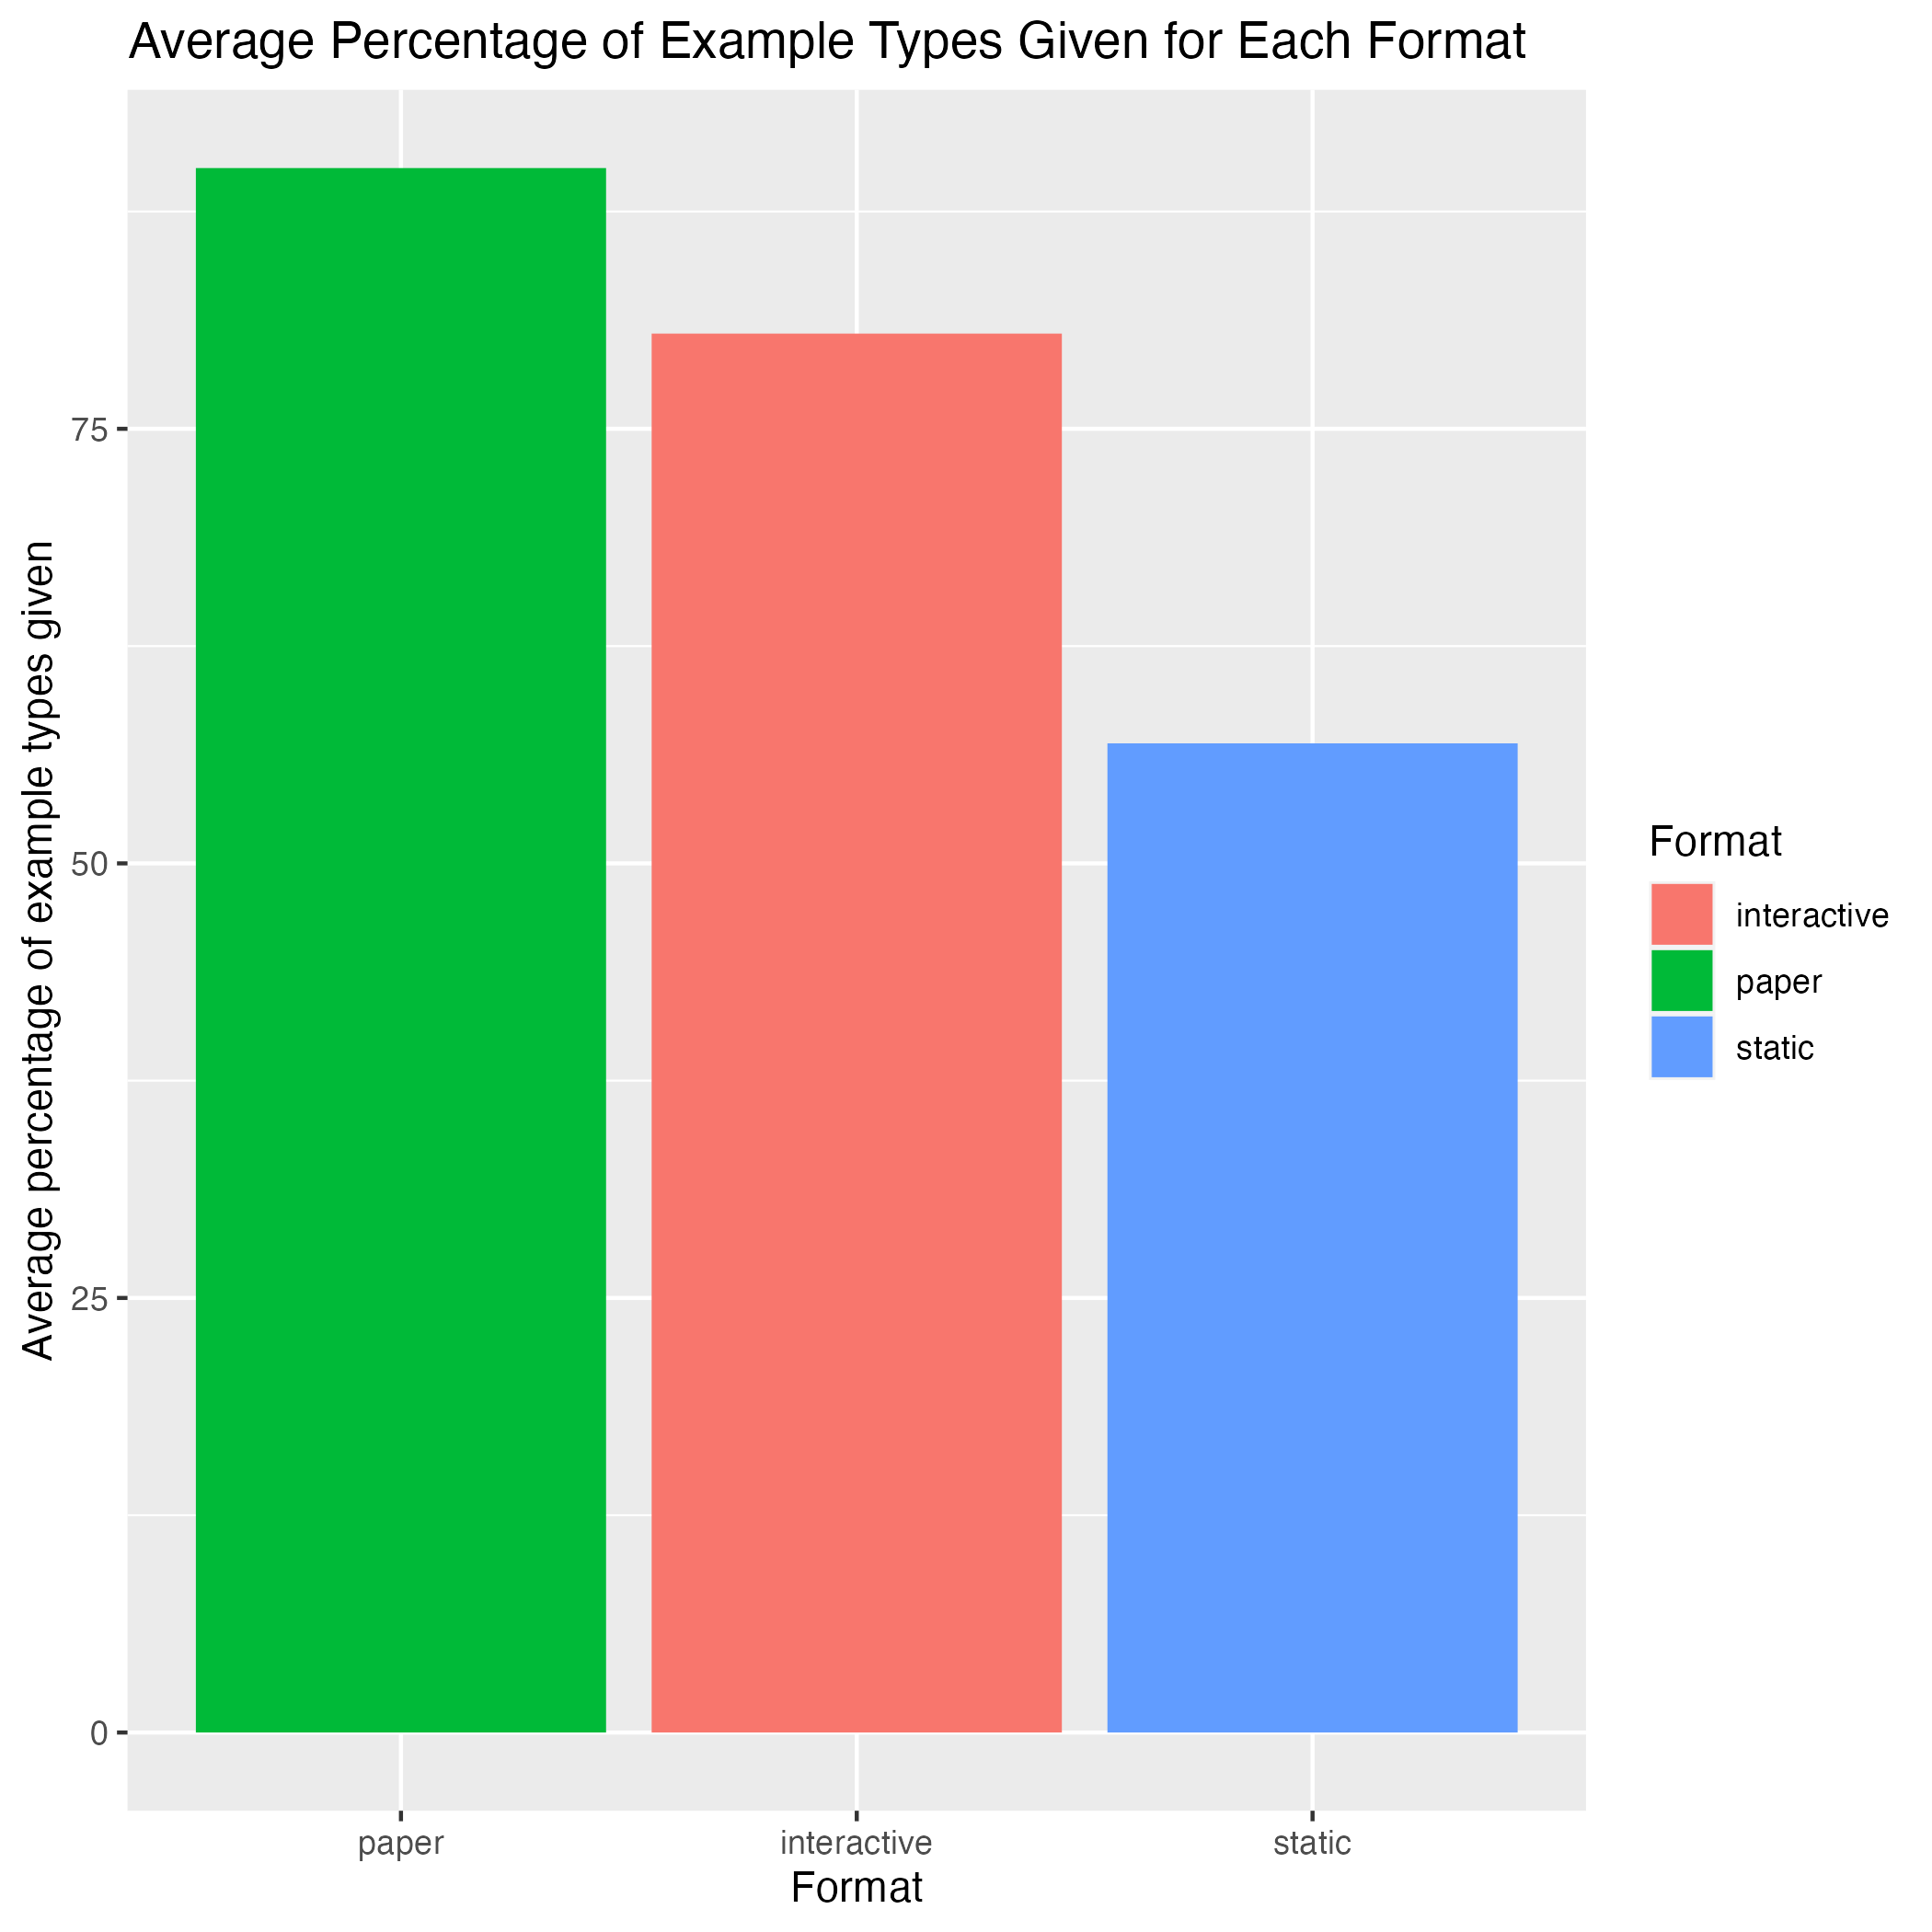 Average Percentage of Example Types Given for Each Format
Average percentage of example types given
75
50
25
0
paper
interactive
static
Format
Format
interactive
paper
static